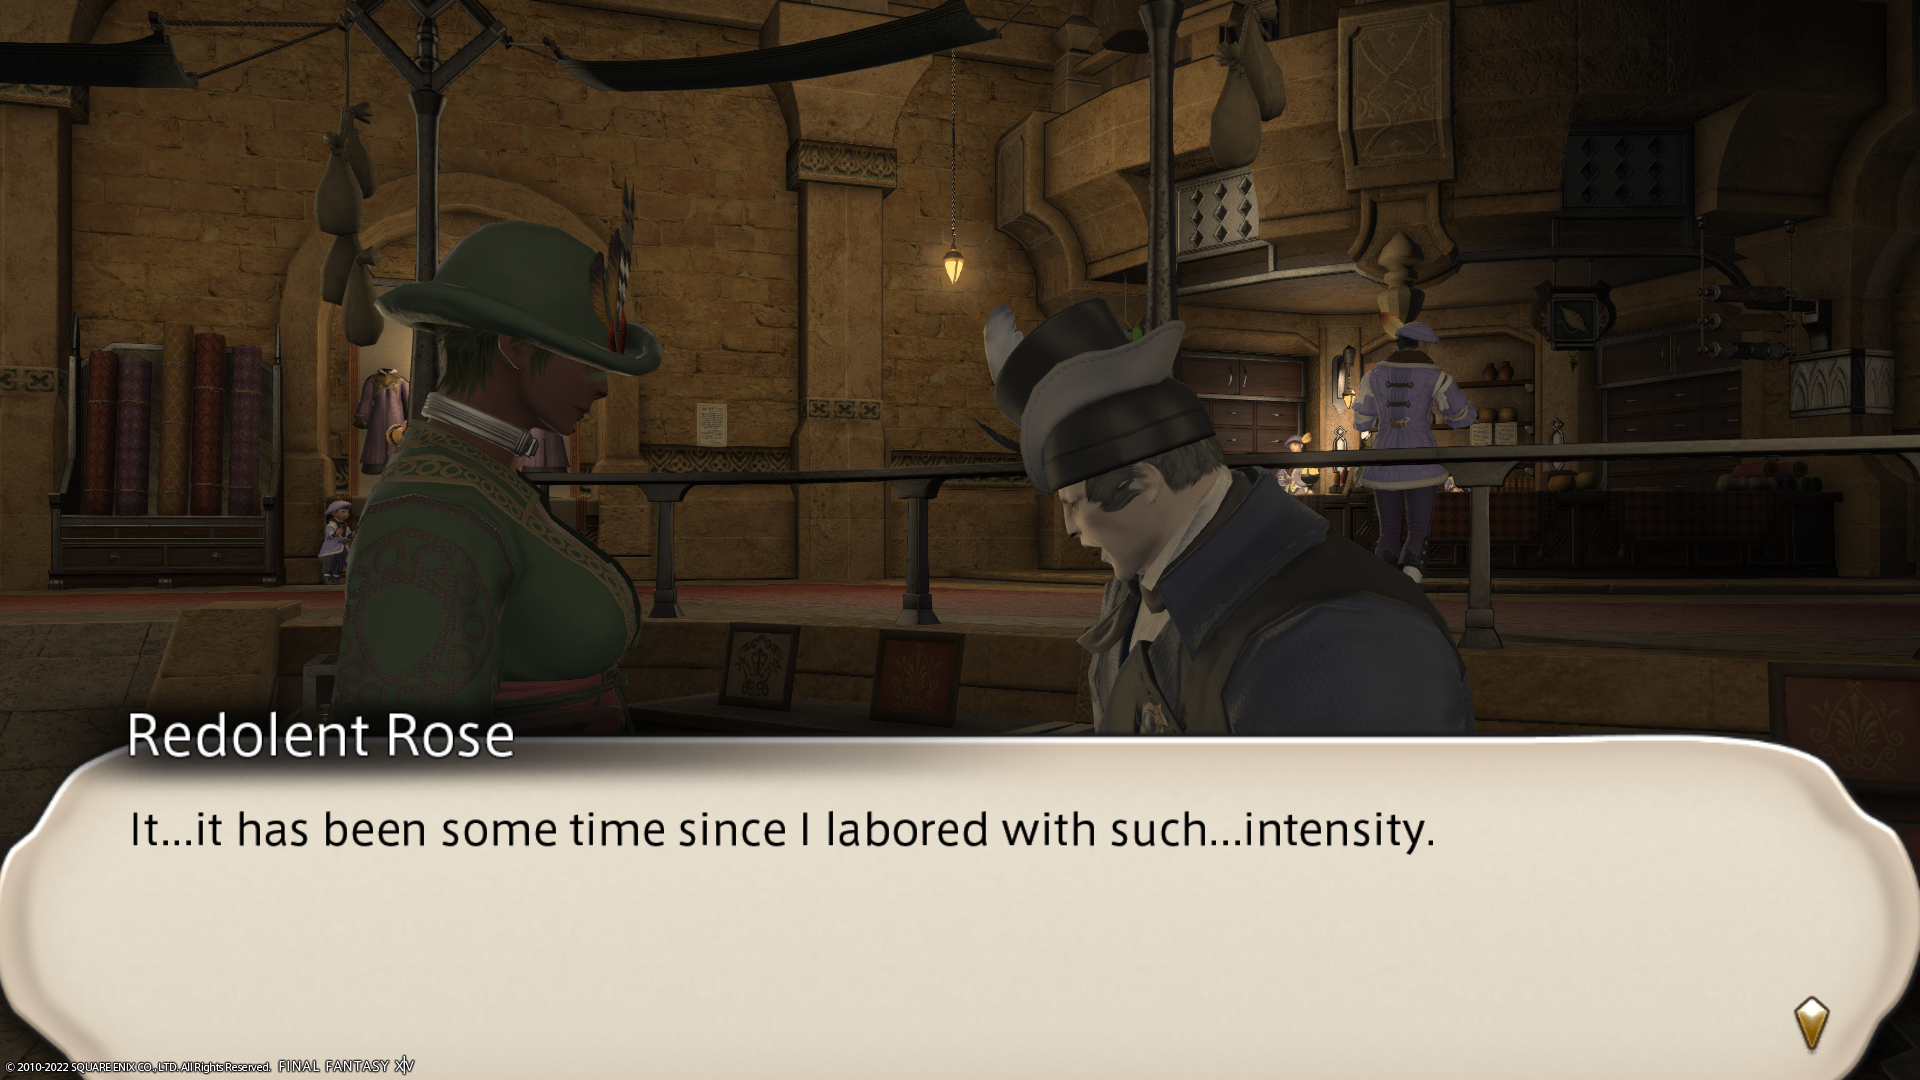 Redolent Rose
It...it has been some time since I labored with such...intensity.
© 2010-2022 SQUARE ENIX CO., LTD. All Rights Reserved. FINAL FANTASY XIV